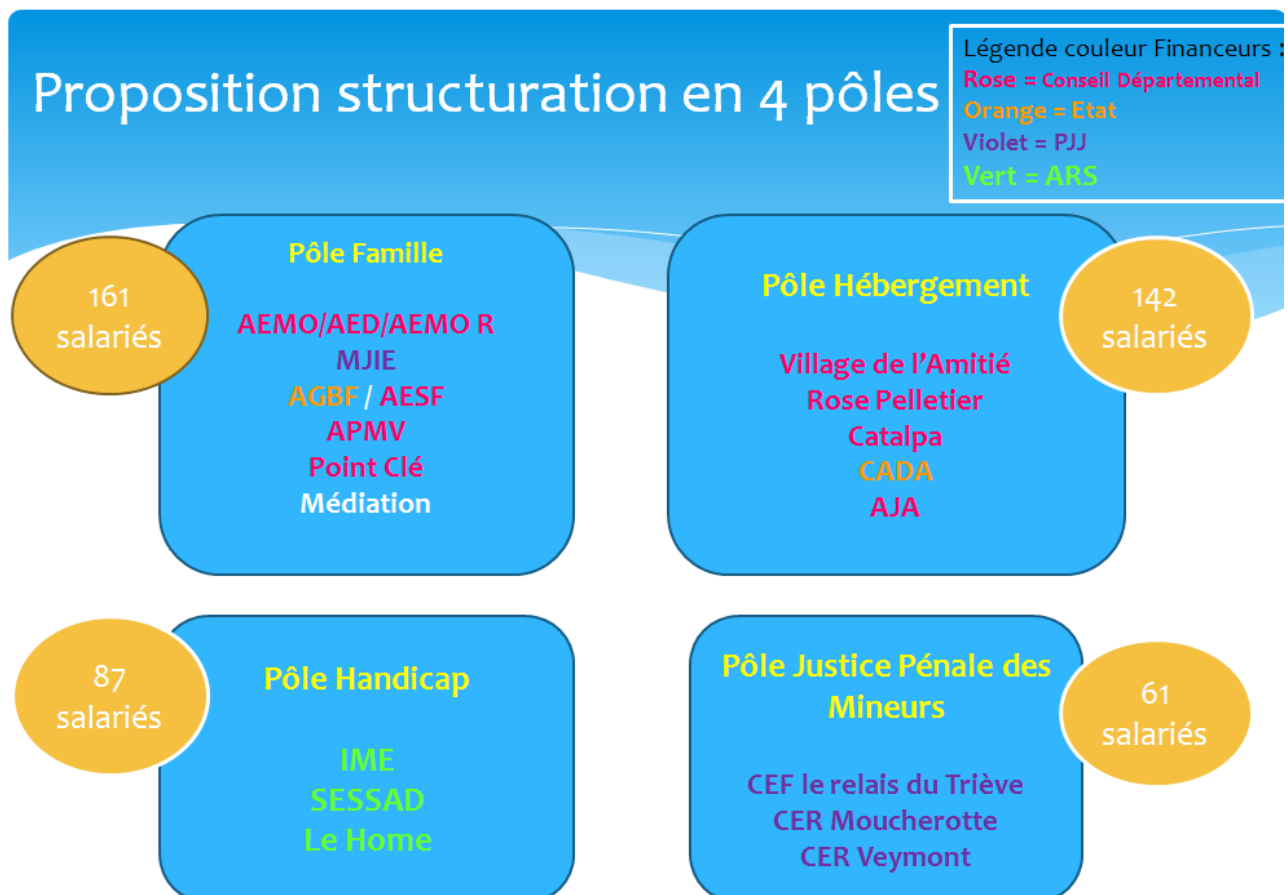 Proposition structuration en 4 pôles
Légende couleur Financeurs :
Rose = Conseil Départemental
Orange = Etat
Violet = PJJ
Vert = ARS
161
salariés
Pôle Famille
AEMO/AED/AEMO R
MJIE
AGBF / AESF
APMV
Point Clé
Médiation
Pôle Hébergement
Village de l'Amitié
Rose Pelletier
Catalpa
CADA
AJA
142
salariés
87
salariés
Pôle Handicap
IME
SESSAD
Le Home
Pôle Justice Pénale des
Mineurs
CEF le relais du Triève
CER Moucherotte
CER Veymont
61
salariés